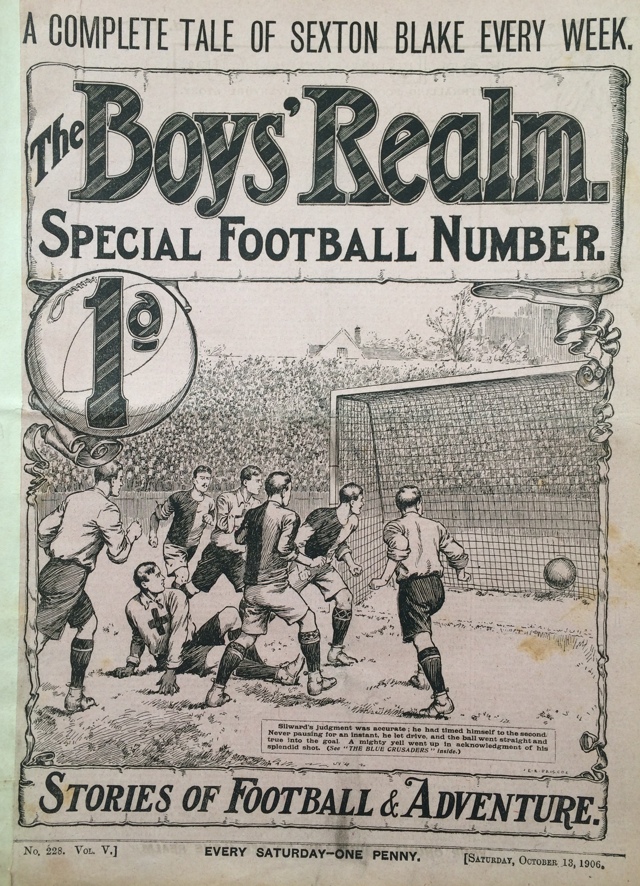 A COMPLETE TALE OF SEXTON BLAKE EVERY WEEK.
The Boys' Realm.
SPECIAL FOOTBALL NUMBER.
1d
Silward's judgment was accurate; he had timed himself to the second.
Never pausing for an instant, he let drive, and the ball went straight and
true into the goal. A mighty yell went up in acknowledgment of his
splendid shot. (See "THE BLUE CRUSADERS" inside.)
STORIES OF FOOTBALL & ADVENTURE.
No. 228. VOL. V.]
EVERY SATURDAY—ONE PENNY.
[SATURDAY, OCTOBER 13, 1906.